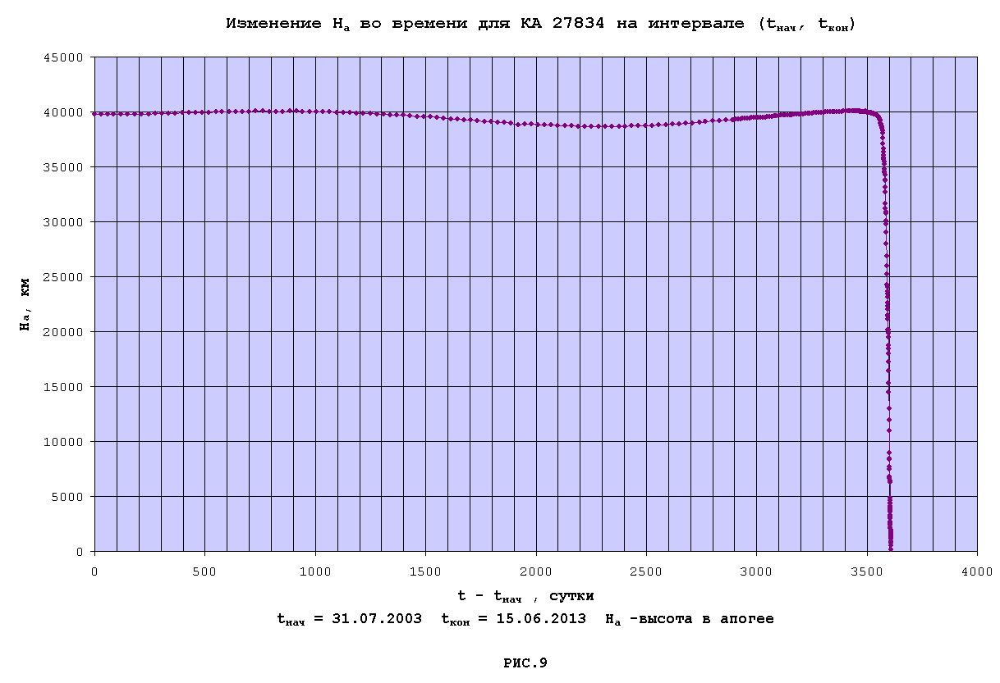 Изменение Hа во времени для КА 27834 на интервале (tнач, tкон)
45000
40000
35000
30000
25000
20000
15000
10000
5000
0
Hа, км
0 500 1000 1500 2000 2500 3000 3500 4000
t - tнач , сутки
tнач = 31.07.2003 tкон = 15.06.2013 Hа -высота в апогее
РИС.9